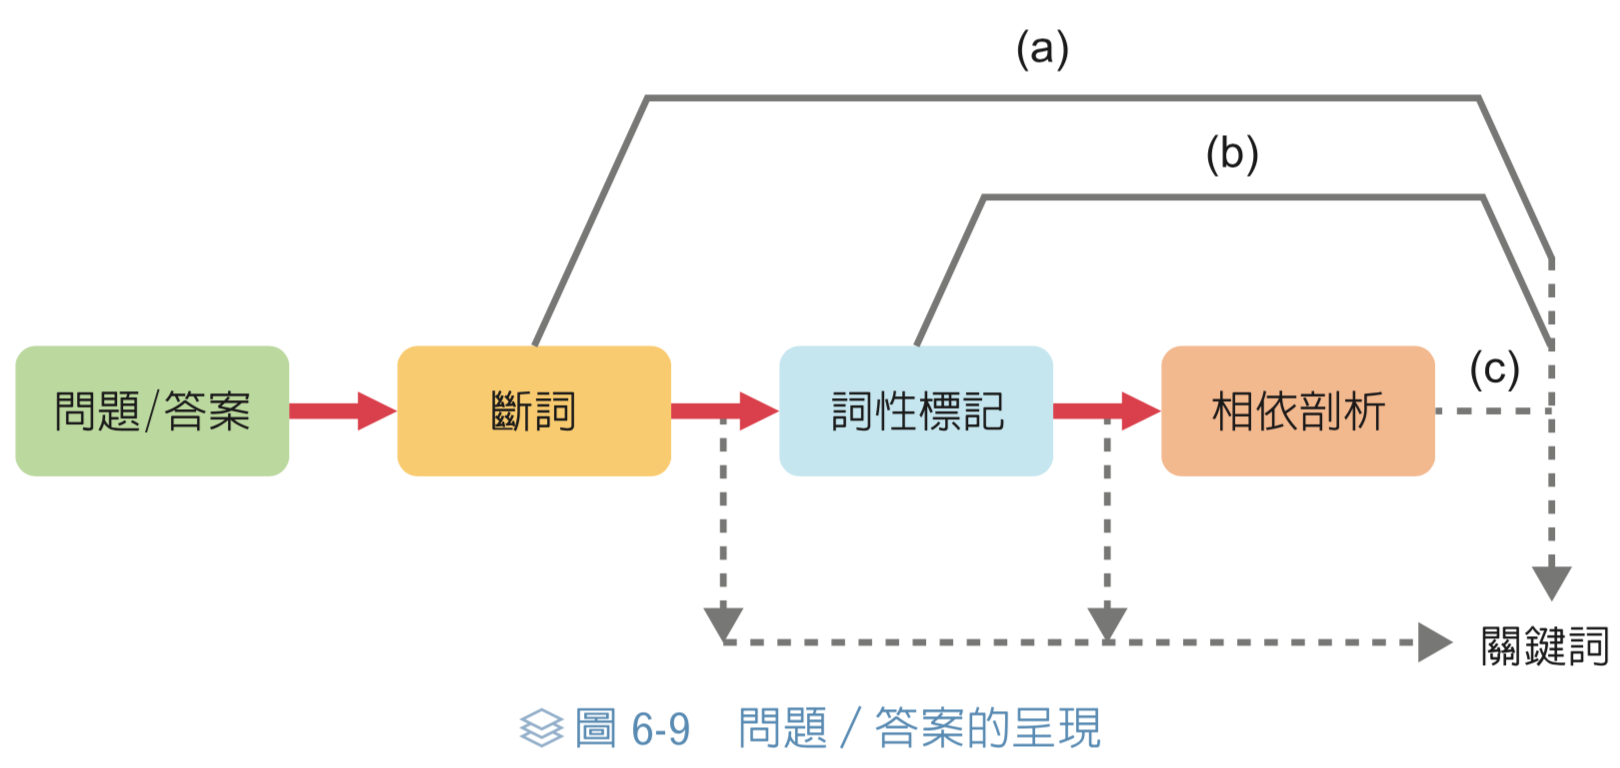 (a)
(b)
(c)
問題/答案
斷詞
詞性標記
相依剖析
關鍵詞
圖 6-9 問題 / 答案的呈現